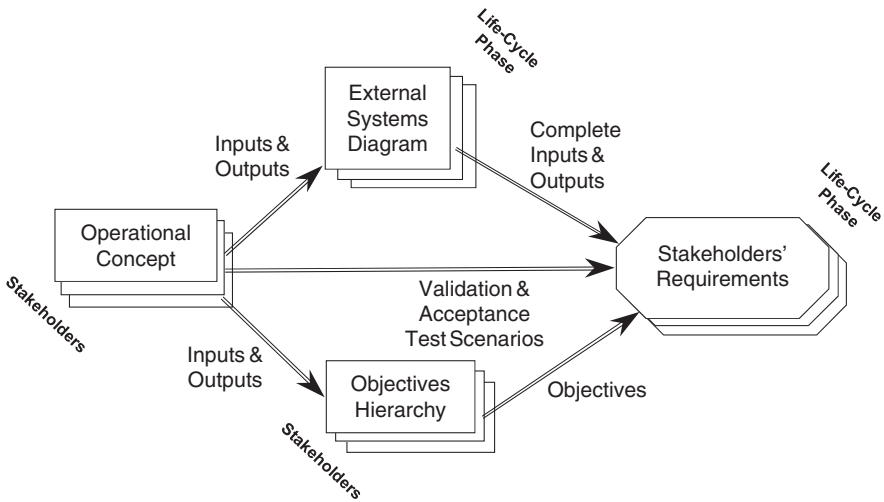 Life-Cycle
Phase
External
Systems
Diagram
Inputs &
Outputs
Complete
Inputs &
Outputs
Life-Cycle
Phase
Operational
Concept
Stakeholders'
Requirements
Stakeholders
Validation &
Acceptance
Test Scenarios
Inputs &
Outputs
Objectives
Hierarchy
Objectives
Stakeholders